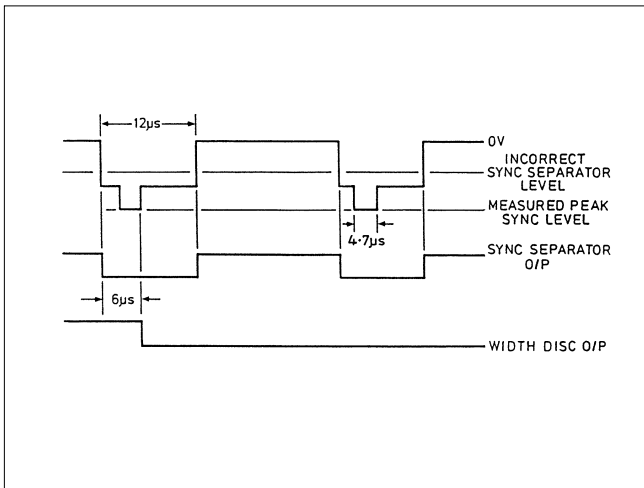 12µs
0V
INCORRECT
SYNC SEPARATOR
LEVEL
MEASURED PEAK
SYNC LEVEL
4·7µs
SYNC SEPARATOR
O/P
6µs
WIDTH DISC O/P